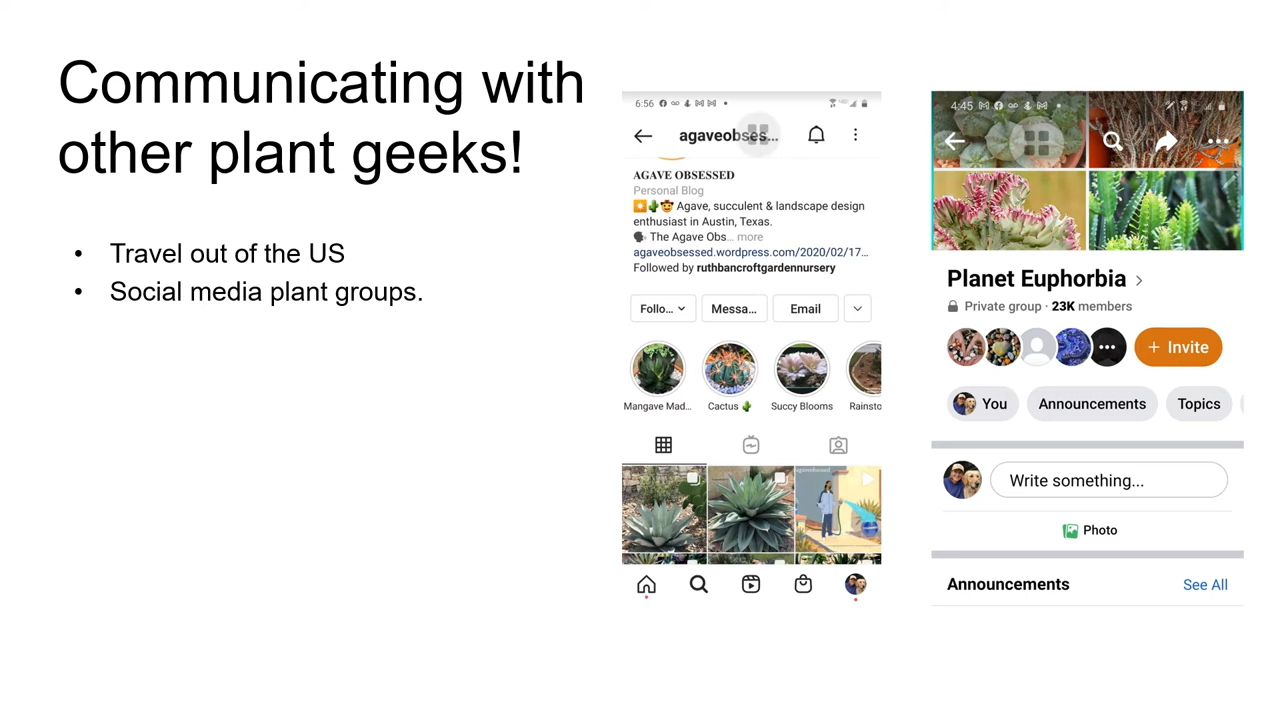 Communicating with
other plant geeks!
• Travel out of the US
• Social media plant groups.
6:56
agaveobses...
AGAVE OBSESSED
Personal Blog
Agave, succulent & landscape design
enthusiast in Austin, Texas.
The Agave Obs... more
agaveobsessed.wordpress.com/2020/02/17...
Followed by ruthbancroftgardennursery
Follo...
Messa...
Email
Mangave Mad...
Cactus 🌵
Succy Blooms
Rainsto
agaveobsessed
4:45
Planet Euphorbia >
Private group · 23K members
+ Invite
You
Announcements
Topics
Write something...
Photo
Announcements
See All